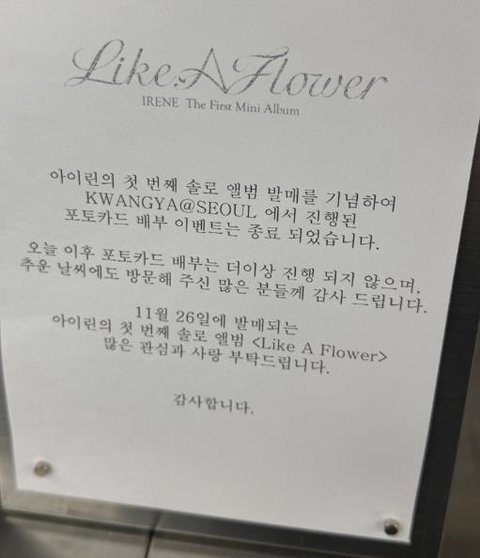 Like A Flower
IRENE The First Mini Album
아이린의 첫 번째 솔로 앨범 발매를 기념하여
KWANGYA@SEOUL 에서 진행된
포토카드 배부 이벤트는 종료 되었습니다.
오늘 이후 포토카드 배부는 더이상 진행 되지 않으며,
추운 날씨에도 방문해 주신 많은 분들께 감사 드립니다.
11월 26일에 발매되는
아이린의 첫 번째 솔로 앨범 <Like A Flower>
많은 관심과 사랑 부탁드립니다.
감사합니다.